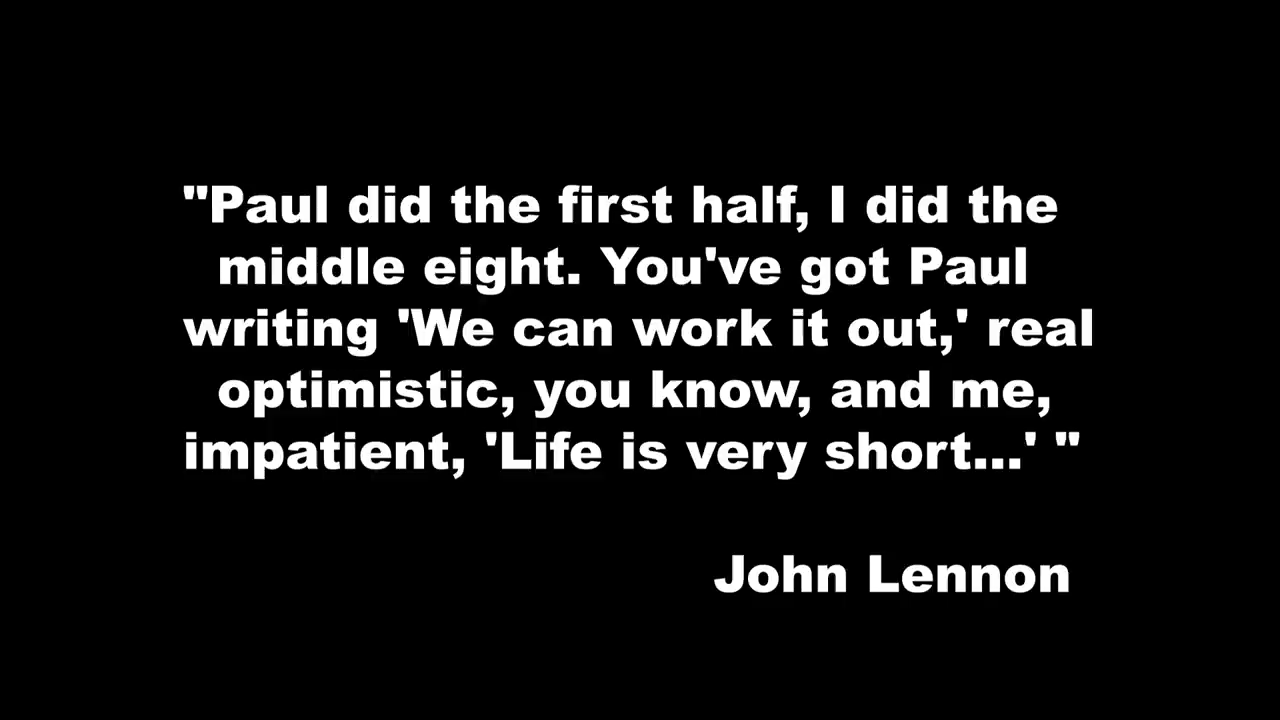 "Paul did the first half, I did the
middle eight. You've got Paul
writing 'We can work it out,' real
optimistic, you know, and me,
impatient, 'Life is very short...' "
John Lennon